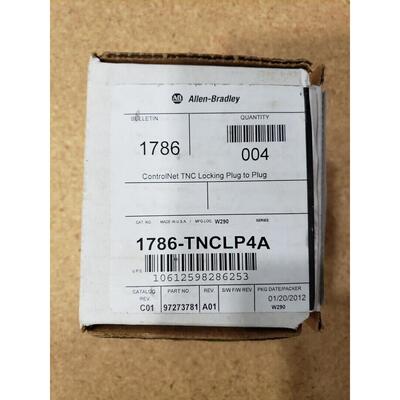 AB Allen-Bradley
BULLETIN QUANTITY
1786 004
ControlNet TNC Locking Plug to Plug
CAT. NO. MADE IN U.S.A. / MFG LOC. W290 SERIES
1786-TNCLP4A
UPC
10612598286253
CATALOG REV. PART NO. REV. S/W F/W REV. PKG DATE/PACKER
C01 97273781 A01 01/20/2012
W290